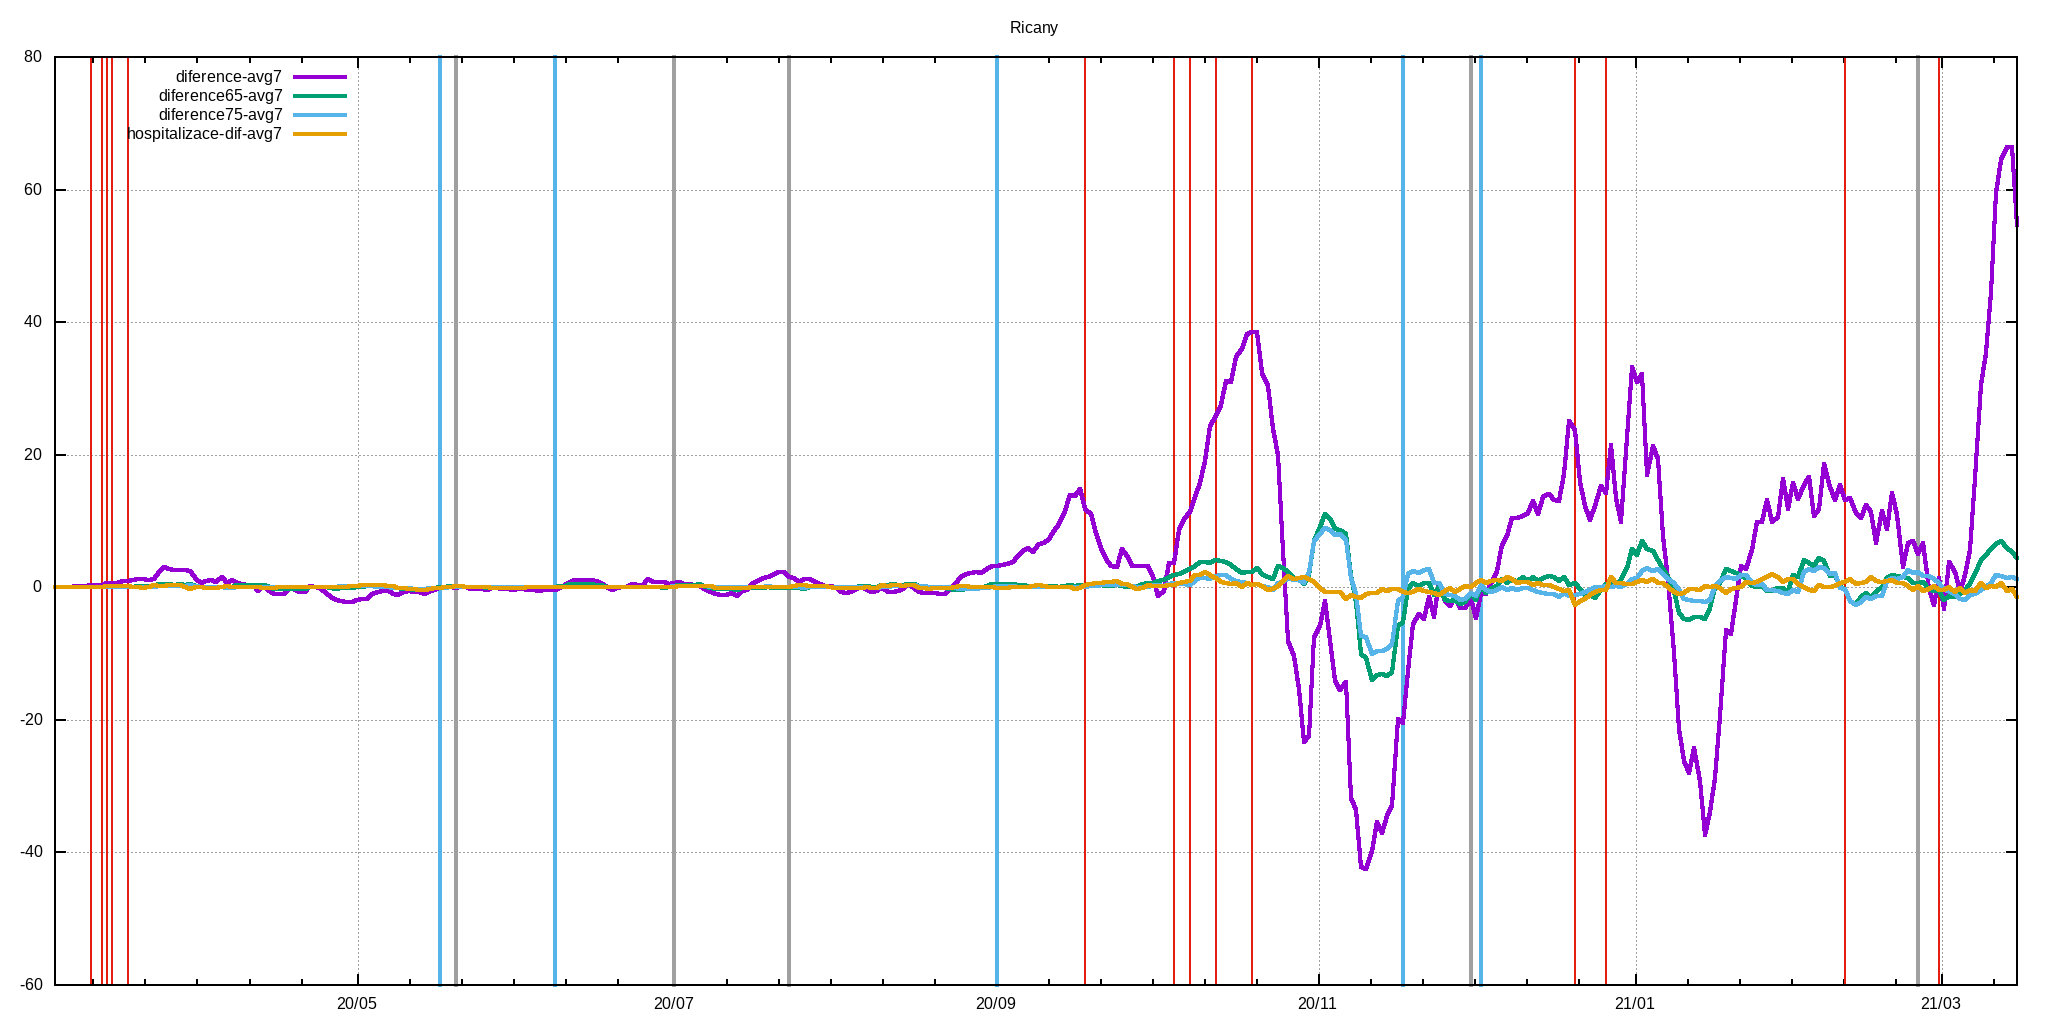 Ricany
80
60
40
20
0
-20
-40
-60
diference-avg7
diference65-avg7
diference75-avg7
hospitalizace-dif-avg7
20/05 20/07 20/09 20/11 21/01 21/03